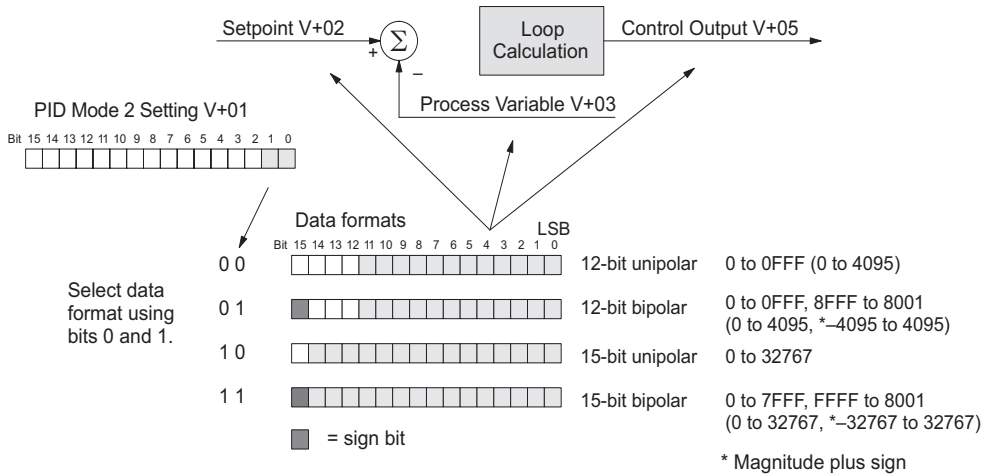 Setpoint V+02
+
Σ
–
Loop
Calculation
Control Output V+05
Process Variable V+03
PID Mode 2 Setting V+01
Bit 15 14 13 12 11 10 9 8 7 6 5 4 3 2 1 0
Data formats
LSB
Bit 15 14 13 12 11 10 9 8 7 6 5 4 3 2 1 0
Select data
format using
bits 0 and 1.
0 0 12-bit unipolar 0 to 0FFF (0 to 4095)
0 1 12-bit bipolar 0 to 0FFF, 8FFF to 8001
(0 to 4095, *–4095 to 4095)
1 0 15-bit unipolar 0 to 32767
1 1 15-bit bipolar 0 to 7FFF, FFFF to 8001
(0 to 32767, *–32767 to 32767)
= sign bit
* Magnitude plus sign